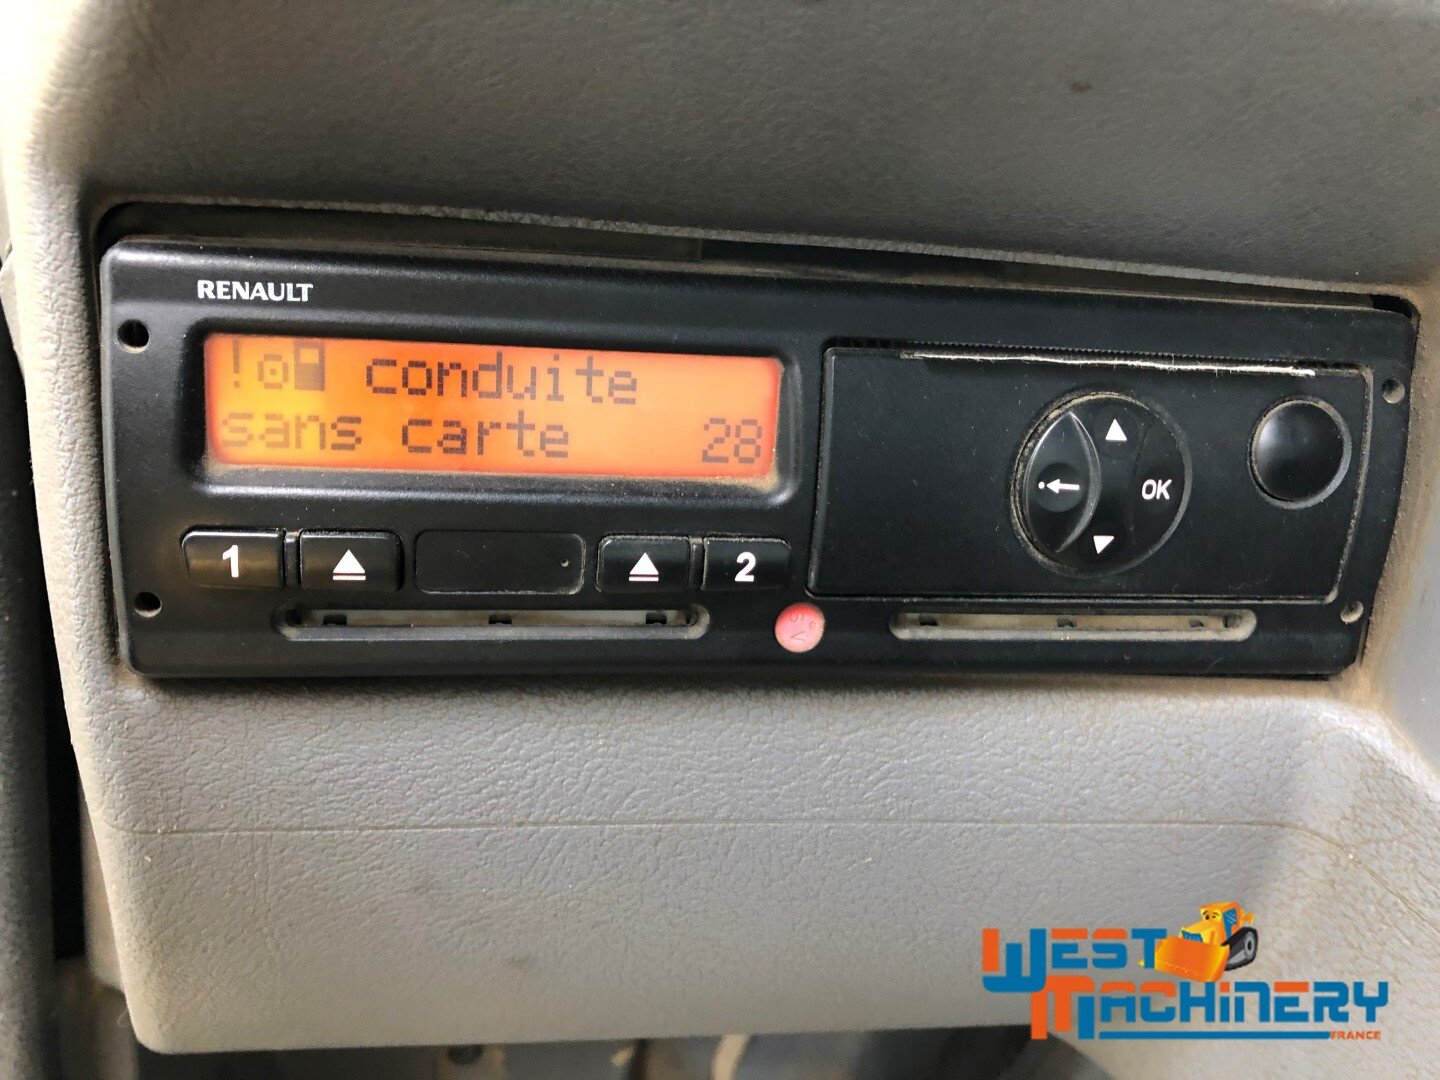 RENAULT
! conduite
sans carte 28
1
2
OK
WEST
MACHINERY
FRANCE